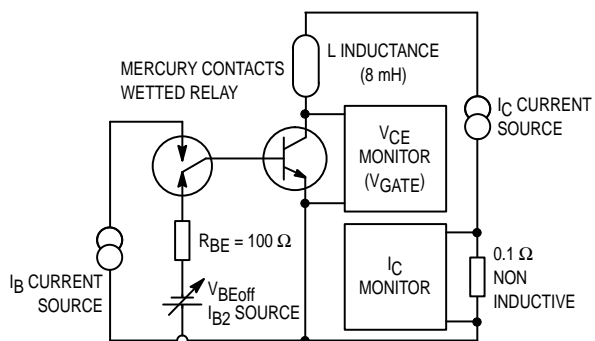 MERCURY CONTACTS
WETTED RELAY
L INDUCTANCE
(8 mH)
I_C CURRENT
SOURCE
V_CE
MONITOR
(V_GATE)
R_BE = 100 Ω
I_B CURRENT
SOURCE
V_BEoff
I_B2 SOURCE
I_C
MONITOR
0.1 Ω
NON
INDUCTIVE